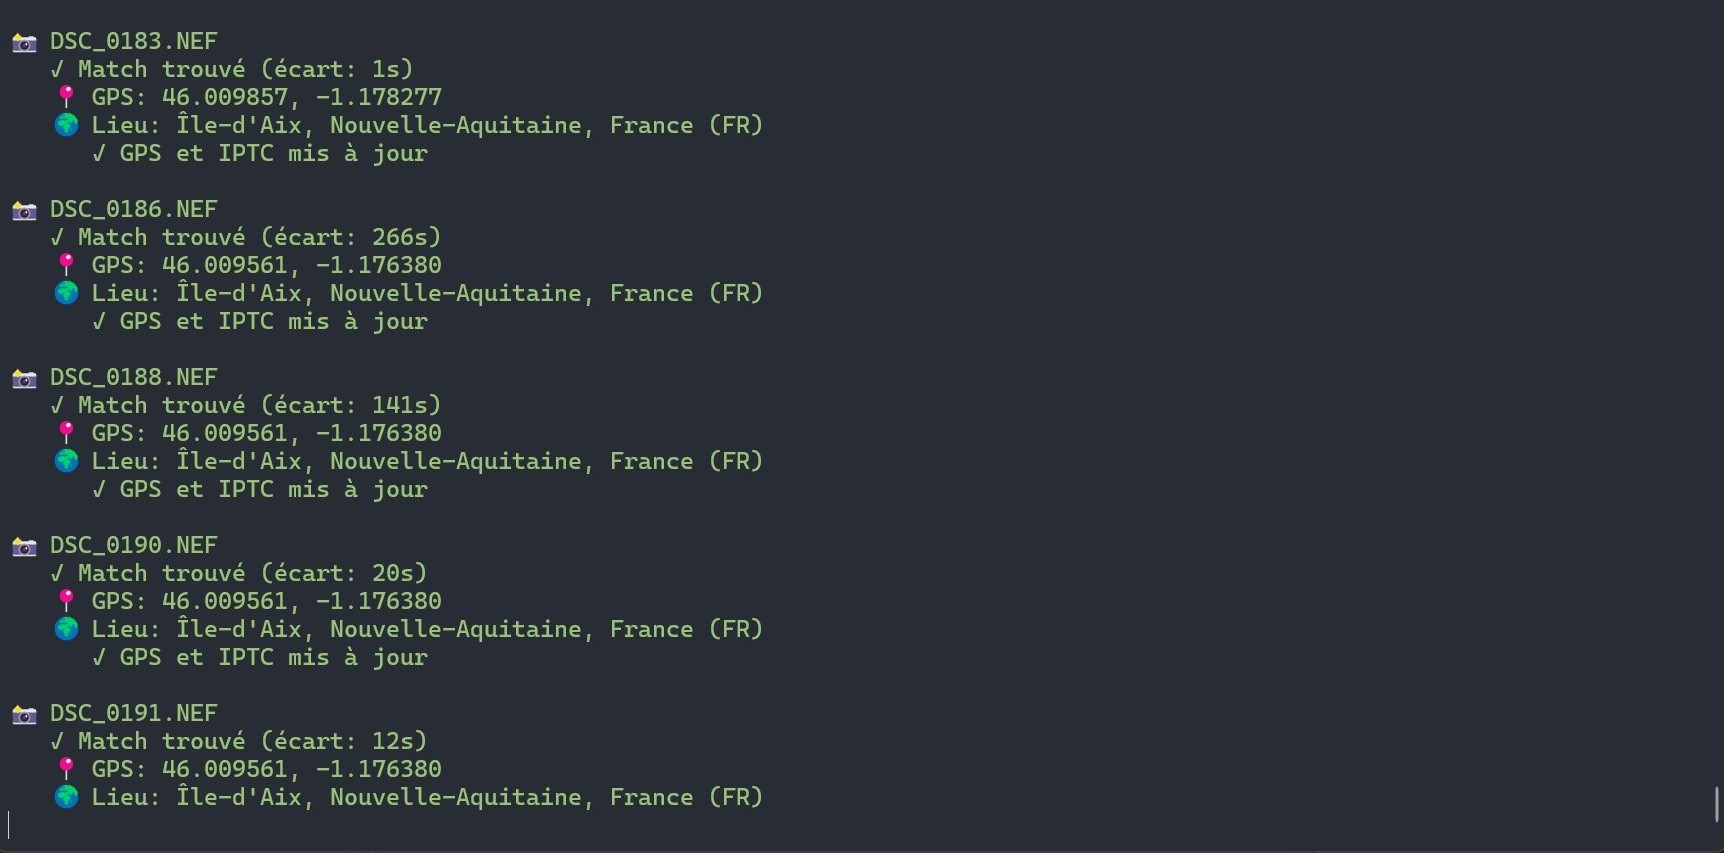 📸 DSC_0183.NEF
√ Match trouvé (écart: 1s)
📍 GPS: 46.009857, -1.178277
🌍 Lieu: Île-d'Aix, Nouvelle-Aquitaine, France (FR)
√ GPS et IPTC mis à jour
📸 DSC_0186.NEF
√ Match trouvé (écart: 266s)
📍 GPS: 46.009561, -1.176380
🌍 Lieu: Île-d'Aix, Nouvelle-Aquitaine, France (FR)
√ GPS et IPTC mis à jour
📸 DSC_0188.NEF
√ Match trouvé (écart: 141s)
📍 GPS: 46.009561, -1.176380
🌍 Lieu: Île-d'Aix, Nouvelle-Aquitaine, France (FR)
√ GPS et IPTC mis à jour
📸 DSC_0190.NEF
√ Match trouvé (écart: 20s)
📍 GPS: 46.009561, -1.176380
🌍 Lieu: Île-d'Aix, Nouvelle-Aquitaine, France (FR)
√ GPS et IPTC mis à jour
📸 DSC_0191.NEF
√ Match trouvé (écart: 12s)
📍 GPS: 46.009561, -1.176380
🌍 Lieu: Île-d'Aix, Nouvelle-Aquitaine, France (FR)